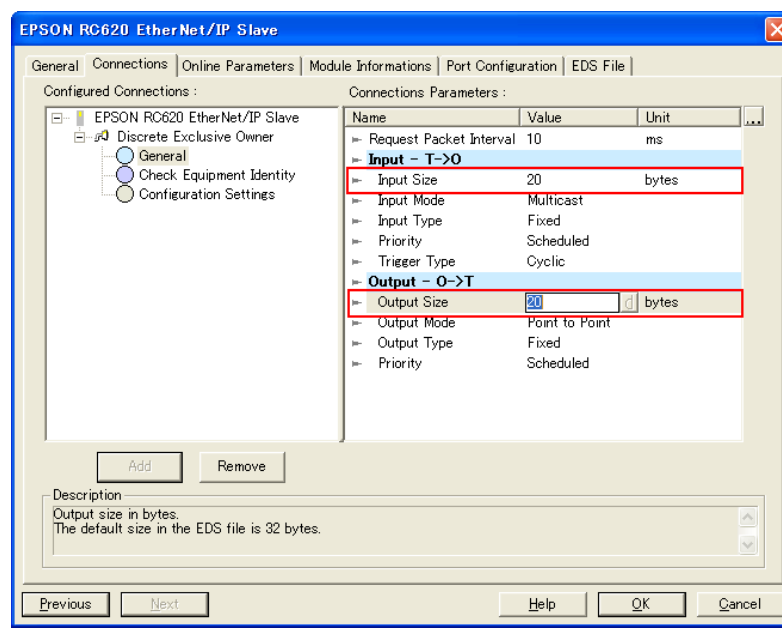 EPSON RC620 EtherNet/IP Slave
General Connections Online Parameters Module Informations Port Configuration EDS File
Configured Connections :
EPSON RC620 EtherNet/IP Slave
Discrete Exclusive Owner
General
Check Equipment Identity
Configuration Settings
Connections Parameters :
Name Value Unit ...
Request Packet Interval 10 ms
Input - T->O
Input Size 20 bytes
Input Mode Multicast
Input Type Fixed
Priority Scheduled
Trigger Type Cyclic
Output - O->T
Output Size 20 d bytes
Output Mode Point to Point
Output Type Fixed
Priority Scheduled
Add Remove
Description
Output size in bytes.
The default size in the EDS file is 32 bytes.
Previous Next Help OK Cancel